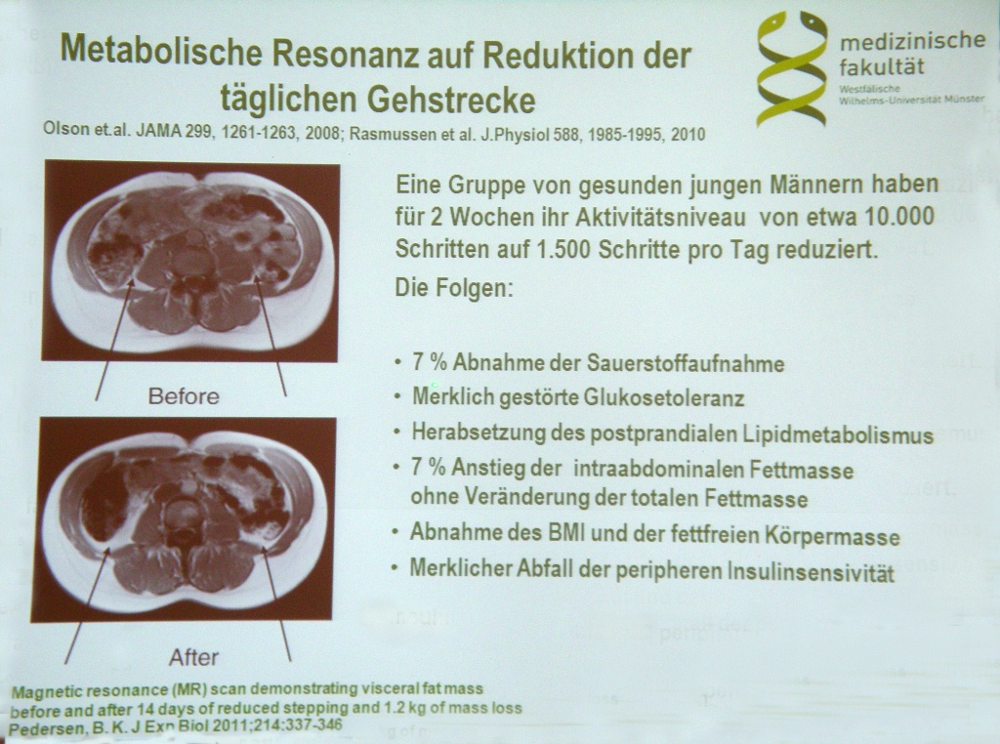 Metabolische Resonanz auf Reduktion der
täglichen Gehstrecke
Olson et.al. JAMA 299, 1261-1263, 2008; Rasmussen et al. J.Physiol 588, 1985-1995, 2010
medizinische
fakultät
Westfälische
Wilhelms-Universität Münster
Eine Gruppe von gesunden jungen Männern haben
für 2 Wochen ihr Aktivitätsniveau von etwa 10.000
Schritten auf 1.500 Schritte pro Tag reduziert.
Die Folgen:
• 7 % Abnahme der Sauerstoffaufnahme
• Merklich gestörte Glukosetoleranz
• Herabsetzung des postprandialen Lipidmetabolismus
• 7 % Anstieg der intraabdominalen Fettmasse
ohne Veränderung der totalen Fettmasse
• Abnahme des BMI und der fettfreien Körpermasse
• Merklicher Abfall der peripheren Insulinsensivität
Before
After
Magnetic resonance (MR) scan demonstrating visceral fat mass
before and after 14 days of reduced stepping and 1.2 kg of mass loss
Pedersen, B. K. J Exp Biol 2011;214:337-346